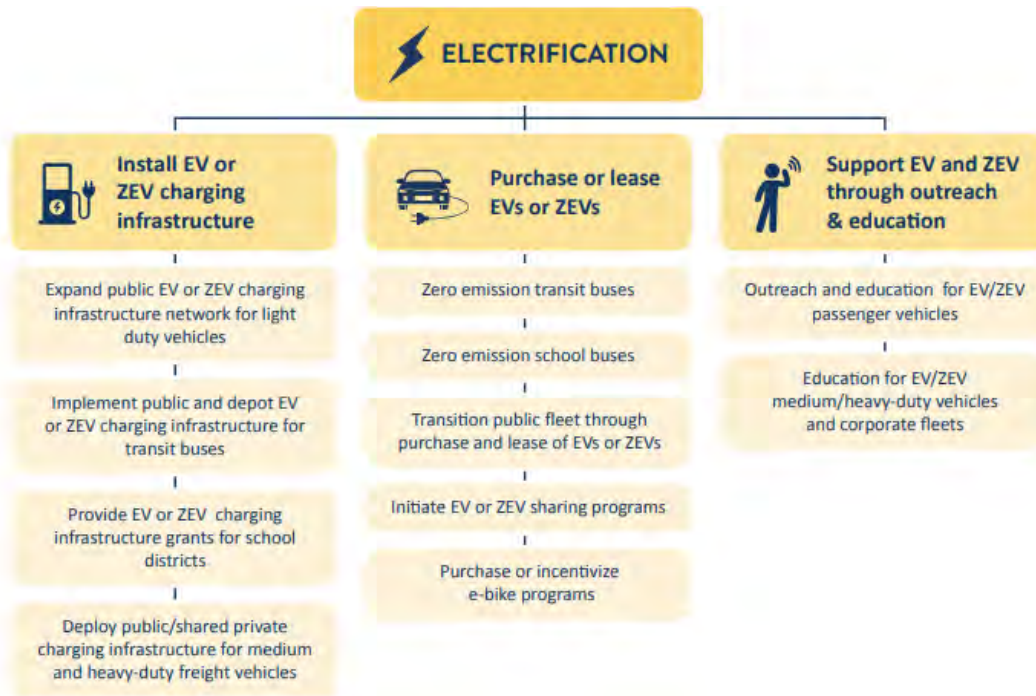 ELECTRIFICATION
Install EV or
ZEV charging
infrastructure
Expand public EV or ZEV charging
infrastructure network for light
duty vehicles
Implement public and depot EV
or ZEV charging infrastructure for
transit buses
Provide EV or ZEV charging
infrastructure grants for school
districts
Deploy public/shared private
charging infrastructure for medium
and heavy-duty freight vehicles
Purchase or lease
EVs or ZEVs
Zero emission transit buses
Zero emission school buses
Transition public fleet through
purchase and lease of EVs or ZEVs
Initiate EV or ZEV sharing programs
Purchase or incentivize
e-bike programs
Support EV and ZEV
through outreach
& education
Outreach and education for EV/ZEV
passenger vehicles
Education for EV/ZEV
medium/heavy-duty vehicles
and corporate fleets